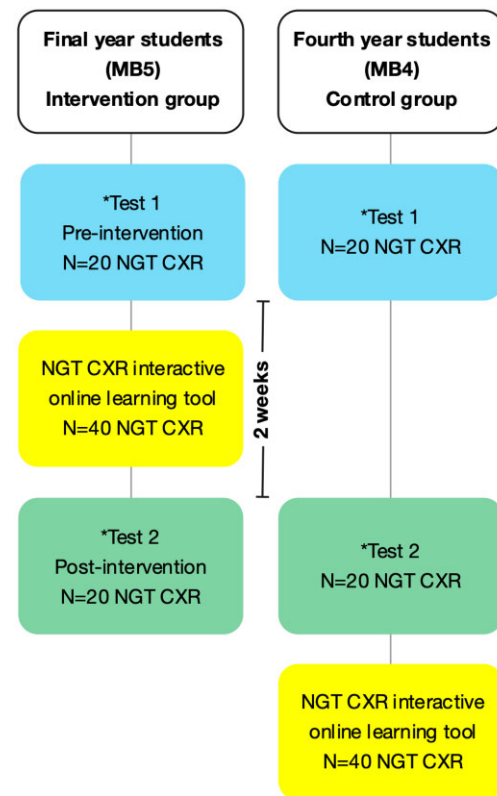 Final year students
(MB5)
Intervention group
Fourth year students
(MB4)
Control group
*Test 1
Pre-intervention
N=20 NGT CXR
*Test 1
N=20 NGT CXR
NGT CXR interactive
online learning tool
N=40 NGT CXR
2 weeks
*Test 2
Post-intervention
N=20 NGT CXR
*Test 2
N=20 NGT CXR
NGT CXR interactive
online learning tool
N=40 NGT CXR